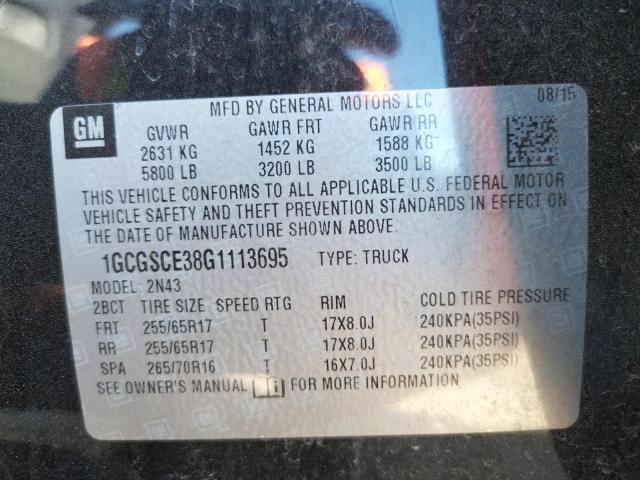 MFD BY GENERAL MOTORS LLC 08/15
GM
GVWR GAWR FRT GAWR RR
2631 KG 1452 KG 1588 KG
5800 LB 3200 LB 3500 LB
THIS VEHICLE CONFORMS TO ALL APPLICABLE U.S. FEDERAL MOTOR
VEHICLE SAFETY AND THEFT PREVENTION STANDARDS IN EFFECT ON
THE DATE OF MANUFACTURE SHOWN ABOVE.
1GCGSCE38G1113695 TYPE: TRUCK
MODEL: 2N43
2BCT TIRE SIZE SPEED RTG RIM COLD TIRE PRESSURE
FRT 255/65R17 T 17X8.0J 240KPA(35PSI)
RR 255/65R17 T 17X8.0J 240KPA(35PSI)
SPA 265/70R16 T 16X7.0J 240KPA(35PSI)
SEE OWNER'S MANUAL FOR MORE INFORMATION